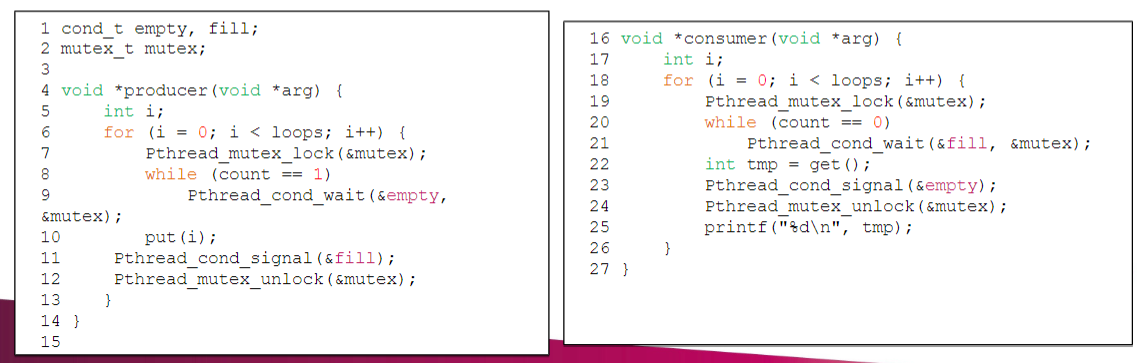 1 cond_t empty, fill;
2 mutex_t mutex;
3
4 void *producer(void *arg) {
5 int i;
6 for (i = 0; i < loops; i++) {
7 Pthread_mutex_lock(&mutex);
8 while (count == 1)
9 Pthread_cond_wait(&empty,
&mutex);
10 put(i);
11 Pthread_cond_signal(&fill);
12 Pthread_mutex_unlock(&mutex);
13 }
14 }
15
16 void *consumer(void *arg) {
17 int i;
18 for (i = 0; i < loops; i++) {
19 Pthread_mutex_lock(&mutex);
20 while (count == 0)
21 Pthread_cond_wait(&fill, &mutex);
22 int tmp = get();
23 Pthread_cond_signal(&empty);
24 Pthread_mutex_unlock(&mutex);
25 printf("%d\n", tmp);
26 }
27 }